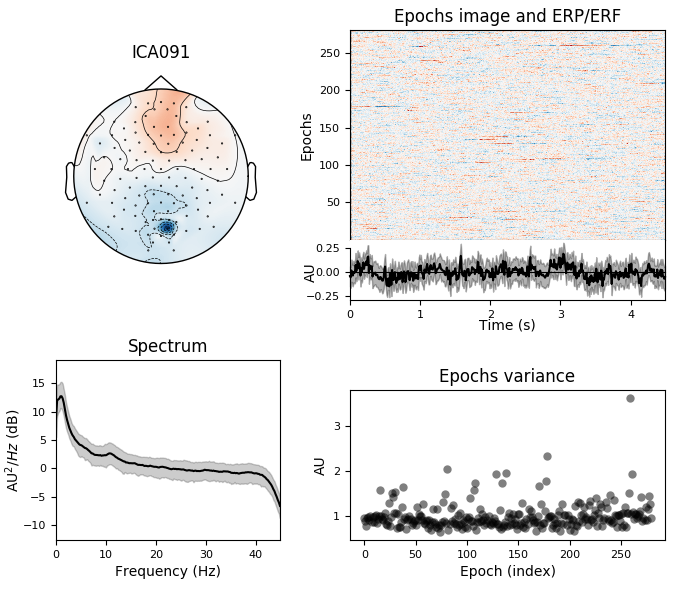 ICA091
Epochs image and ERP/ERF
Epochs
250
200
150
100
50
AU
0.25
0.00
−0.25
0 1 2 3 4
Time (s)
Spectrum
AU²/Hz (dB)
15
10
5
0
−5
−10
0 10 20 30 40
Frequency (Hz)
Epochs variance
AU
3
2
1
0 50 100 150 200 250
Epoch (index)